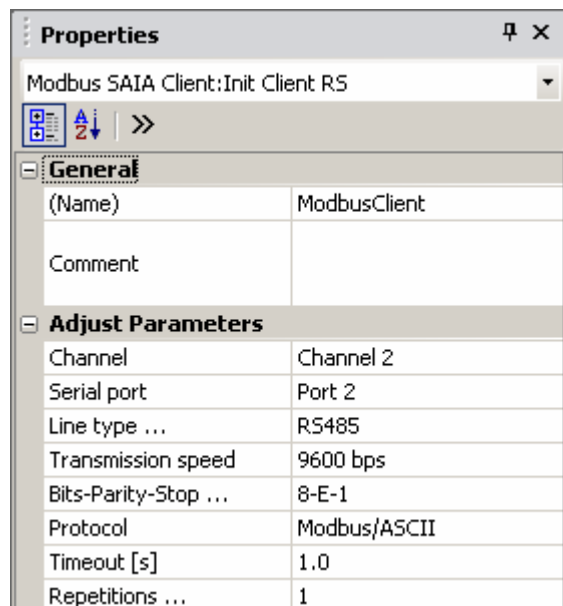 Properties
Modbus SAIA Client:Init Client RS
General
(Name) ModbusClient
Comment
Adjust Parameters
Channel Channel 2
Serial port Port 2
Line type ... RS485
Transmission speed 9600 bps
Bits-Parity-Stop ... 8-E-1
Protocol Modbus/ASCII
Timeout [s] 1.0
Repetitions ... 1